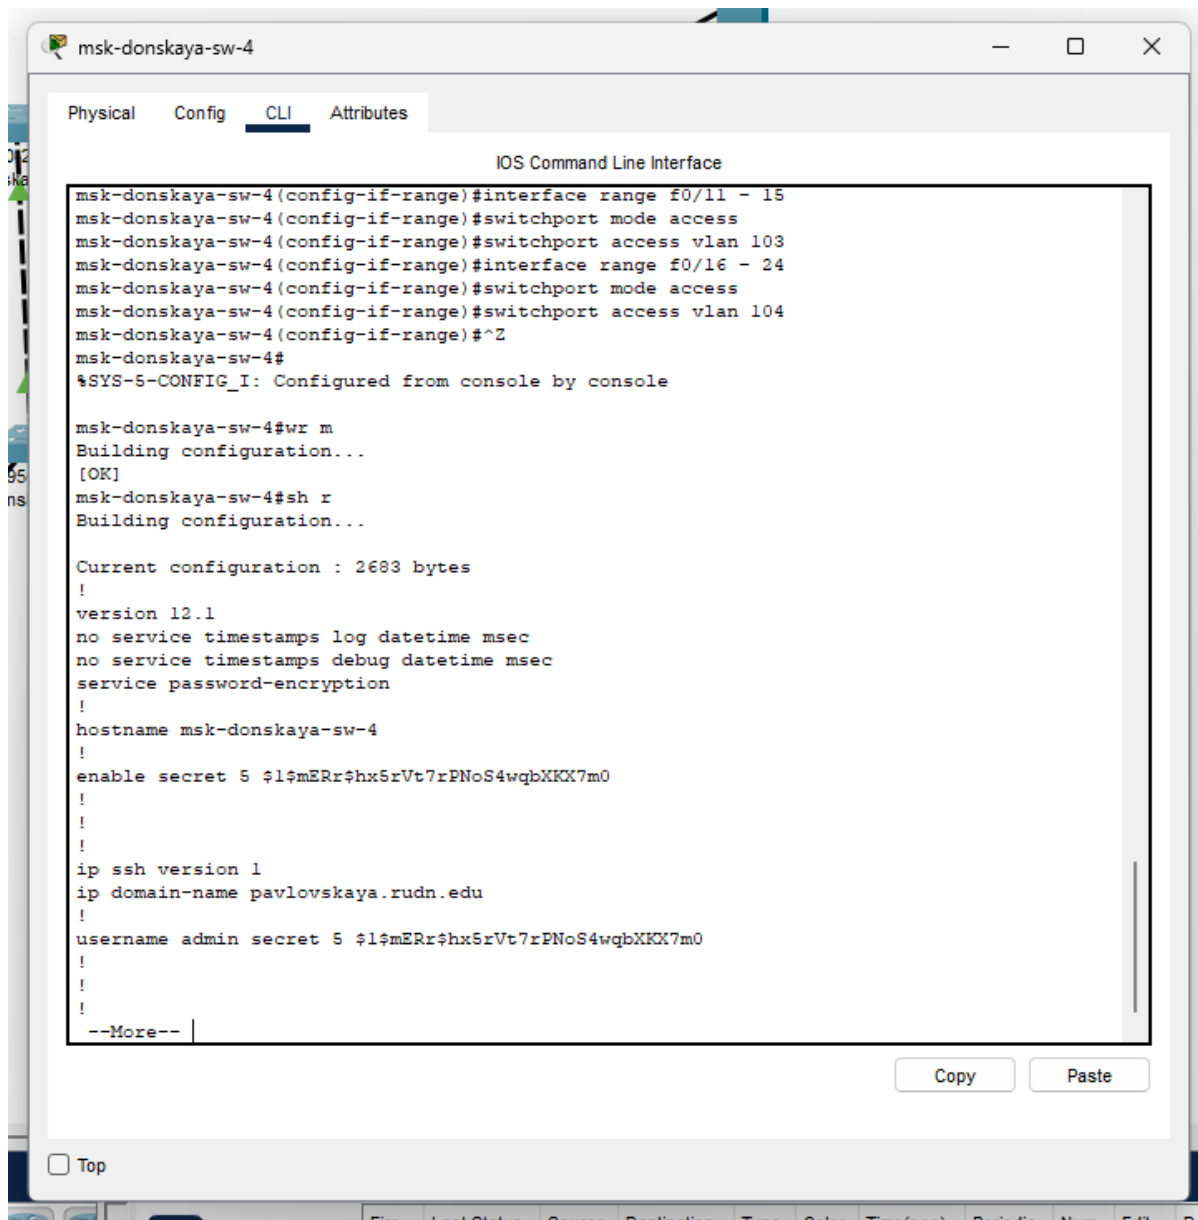 msk-donskaya-sw-4
Physical Config CLI Attributes
IOS Command Line Interface
msk-donskaya-sw-4(config-if-range)#interface range f0/11 - 15
msk-donskaya-sw-4(config-if-range)#switchport mode access
msk-donskaya-sw-4(config-if-range)#switchport access vlan 103
msk-donskaya-sw-4(config-if-range)#interface range f0/16 - 24
msk-donskaya-sw-4(config-if-range)#switchport mode access
msk-donskaya-sw-4(config-if-range)#switchport access vlan 104
msk-donskaya-sw-4(config-if-range)#^Z
msk-donskaya-sw-4#
%SYS-5-CONFIG_I: Configured from console by console
msk-donskaya-sw-4#wr m
Building configuration...
[OK]
msk-donskaya-sw-4#sh r
Building configuration...
Current configuration : 2683 bytes
!
version 12.1
no service timestamps log datetime msec
no service timestamps debug datetime msec
service password-encryption
!
hostname msk-donskaya-sw-4
!
enable secret 5 $1$mERr$hx5rVt7rPNoS4wqbXKX7m0
!
!
!
ip ssh version 1
ip domain-name pavlovskaya.rudn.edu
!
username admin secret 5 $1$mERr$hx5rVt7rPNoS4wqbXKX7m0
!
!
!
--More--
Copy Paste
Top